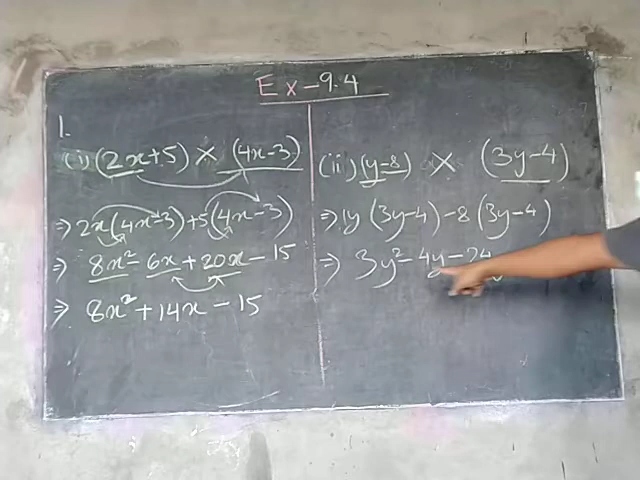 Ex-9.4
1.
(i) (2x+5) × (4x-3)
⇒ 2x(4x-3)+5(4x-3)
⇒ 8x²-6x+20x-15
⇒ 8x²+14x-15
(ii) (y-8) × (3y-4)
⇒ 1y(3y-4)-8(3y-4)
⇒ 3y²-4y-24